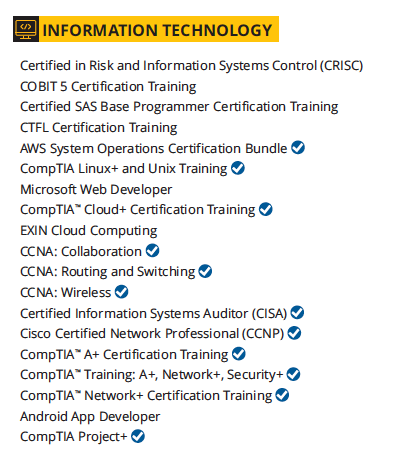 INFORMATION TECHNOLOGY
Certified in Risk and Information Systems Control (CRISC)
COBIT 5 Certification Training
Certified SAS Base Programmer Certification Training
CTFL Certification Training
AWS System Operations Certification Bundle
CompTIA Linux+ and Unix Training
Microsoft Web Developer
CompTIA™ Cloud+ Certification Training
EXIN Cloud Computing
CCNA: Collaboration
CCNA: Routing and Switching
CCNA: Wireless
Certified Information Systems Auditor (CISA)
Cisco Certified Network Professional (CCNP)
CompTIA™ A+ Certification Training
CompTIA™ Training: A+, Network+, Security+
CompTIA™ Network+ Certification Training
Android App Developer
CompTIA Project+